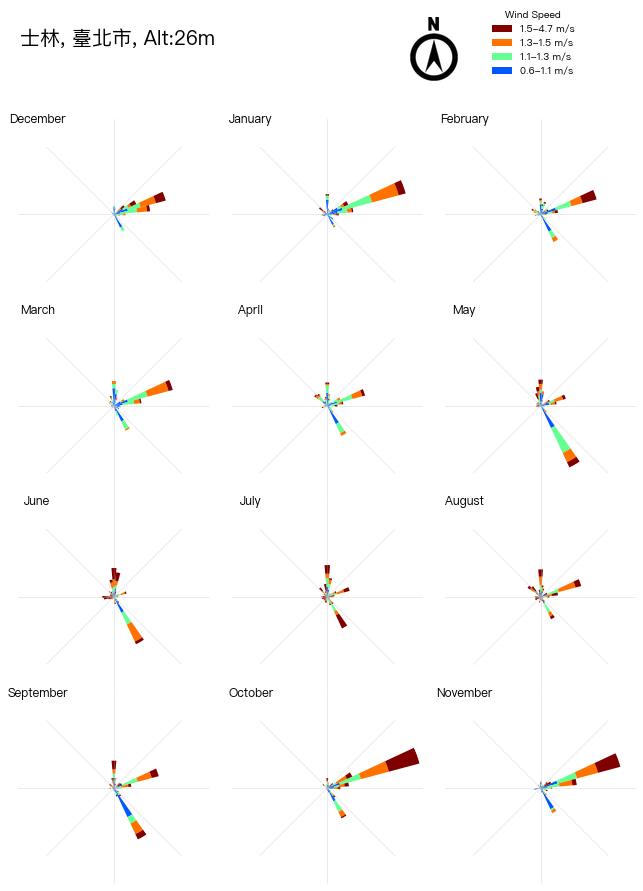 士林, 臺北市, Alt:26m
N
Wind Speed
1.5–4.7 m/s
1.3–1.5 m/s
1.1–1.3 m/s
0.6–1.1 m/s
December
January
February
March
April
May
June
July
August
September
October
November